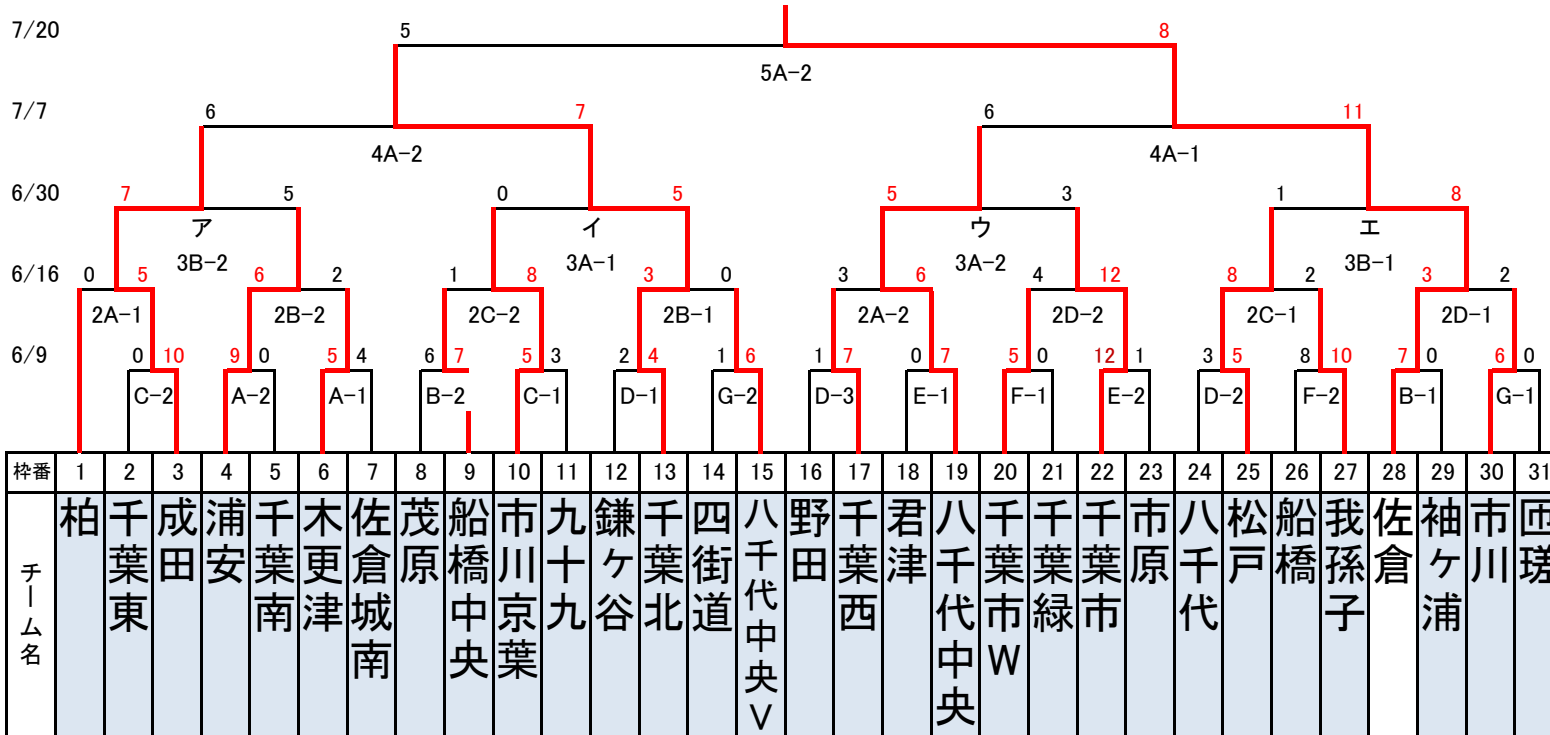 7/20 5 8
5A-2
7/7 6 7 6 11
4A-2 4A-1
6/30 7 5 0 5 5 3 1 8
ア イ ウ エ
3B-2 3A-1 3A-2 3B-1
6/16 0 5 6 2 1 8 3 0 3 6 4 12 8 2 3 2
2A-1 2B-2 2C-2 2B-1 2A-2 2D-2 2C-1 2D-1
6/9 0 10 9 0 5 4 6 7 5 3 2 4 1 6 1 7 0 7 5 0 12 1 3 5 8 10 7 0 6 0
C-2 A-2 A-1 B-2 C-1 D-1 G-2 D-3 E-1 F-1 E-2 D-2 F-2 B-1 G-1
枠番 1 2 3 4 5 6 7 8 9 10 11 12 13 14 15 16 17 18 19 20 21 22 23 24 25 26 27 28 29 30 31
チーム名
柏
千葉東
成田
浦安
千葉南
木更津
佐倉城南
茂原
船橋中央
市川京葉
九十九
鎌ヶ谷
千葉北
四街道
八千代中央V
野田
千葉西
君津
八千代中央
千葉市W
千葉緑
千葉市
市原
八千代
松戸
船橋
我孫子
佐倉
袖ヶ浦
市川
匝瑳